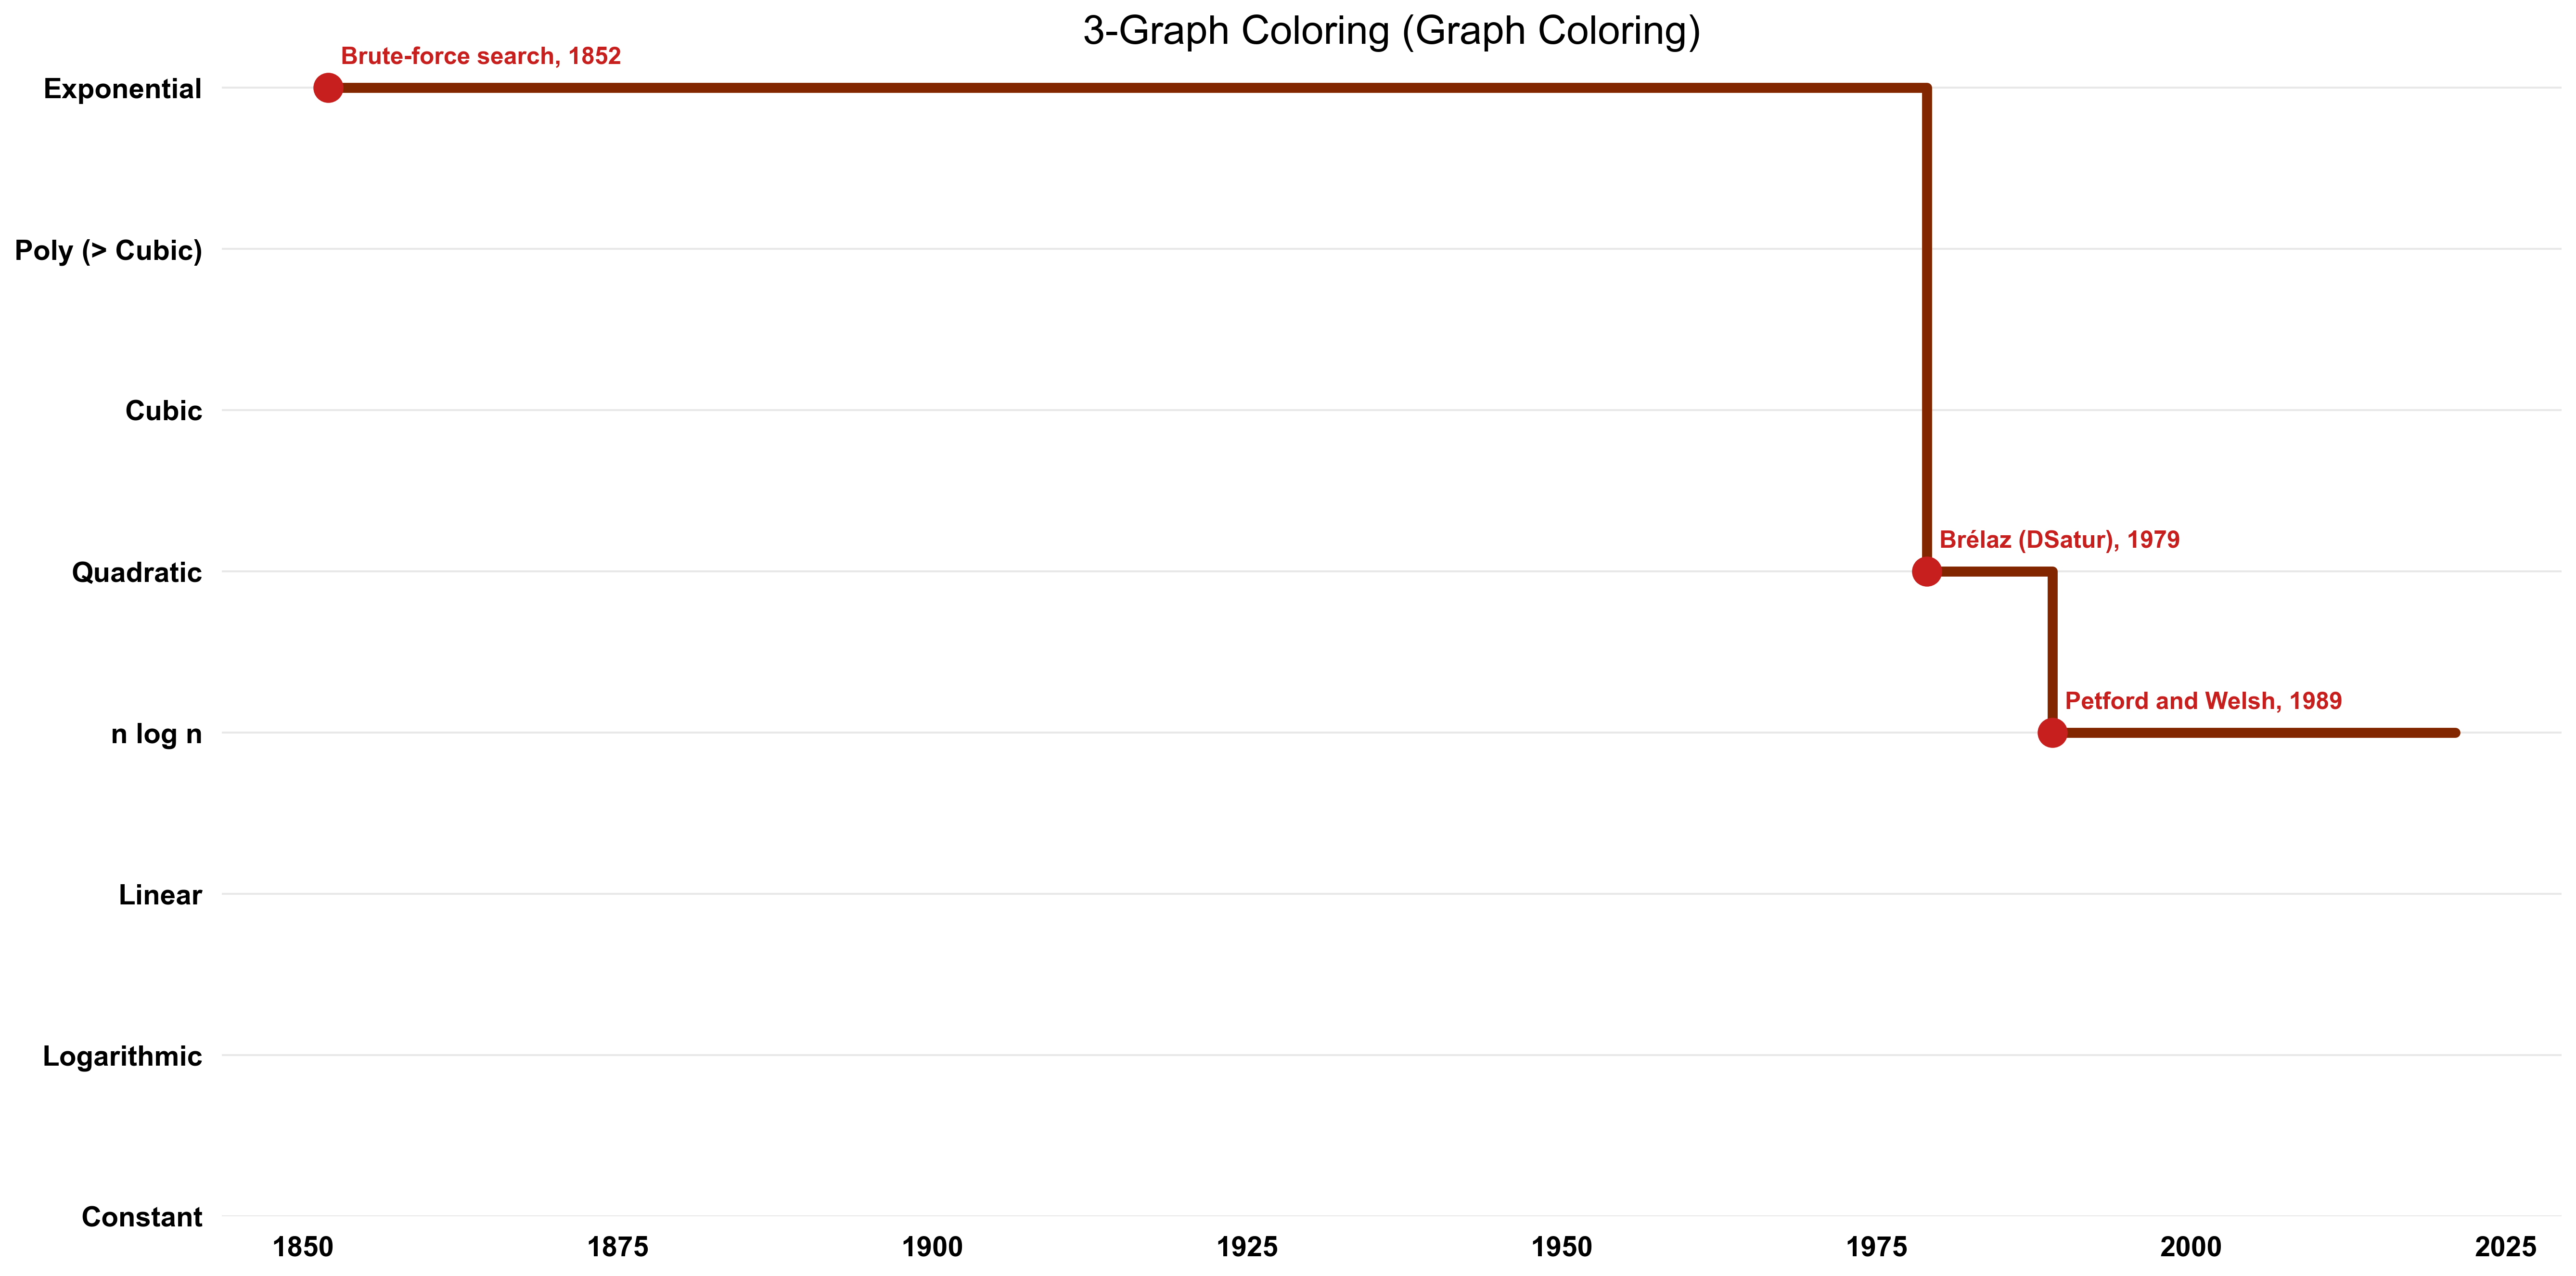 3-Graph Coloring (Graph Coloring)
Brute-force search, 1852
Exponential
Poly (> Cubic)
Cubic
Brélaz (DSatur), 1979
Quadratic
Petford and Welsh, 1989
n log n
Linear
Logarithmic
Constant
1850 1875 1900 1925 1950 1975 2000 2025